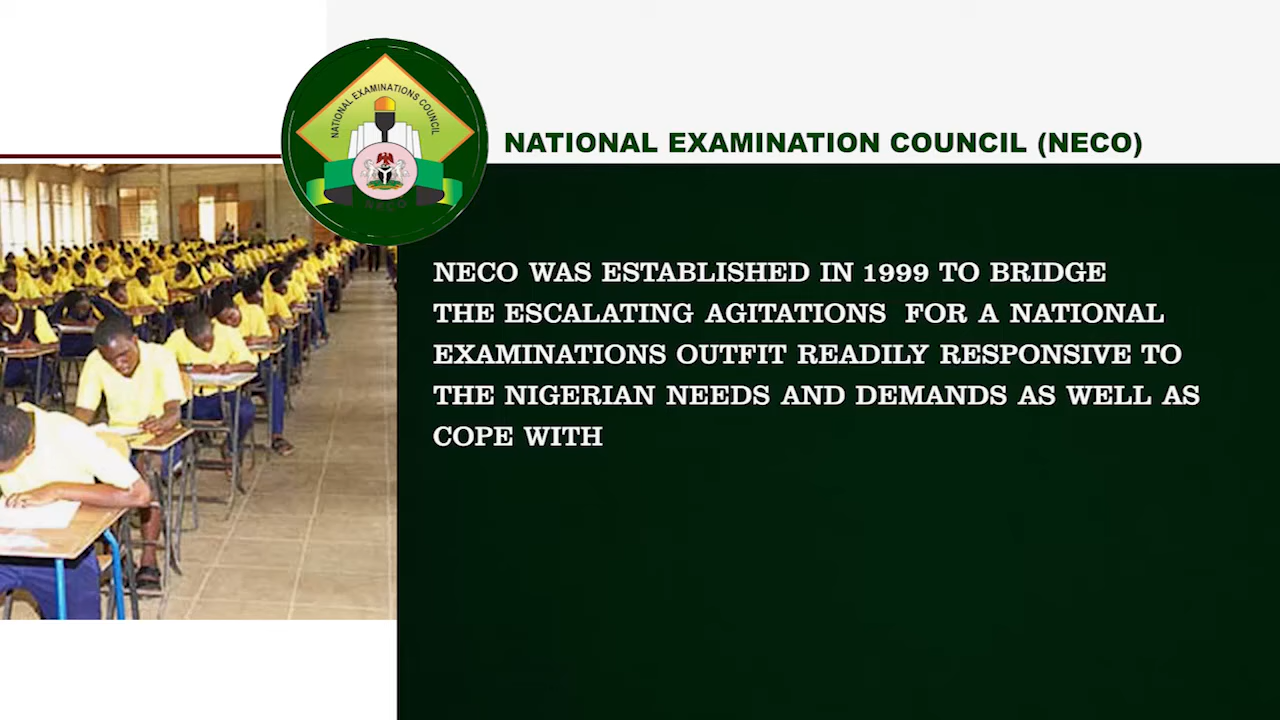 NATIONAL EXAMINATIONS COUNCIL
NATIONAL EXAMINATION COUNCIL (NECO)
NECO WAS ESTABLISHED IN 1999 TO BRIDGE
THE ESCALATING AGITATIONS  FOR A NATIONAL
EXAMINATIONS OUTFIT READILY RESPONSIVE TO
THE NIGERIAN NEEDS AND DEMANDS AS WELL AS
COPE WITH